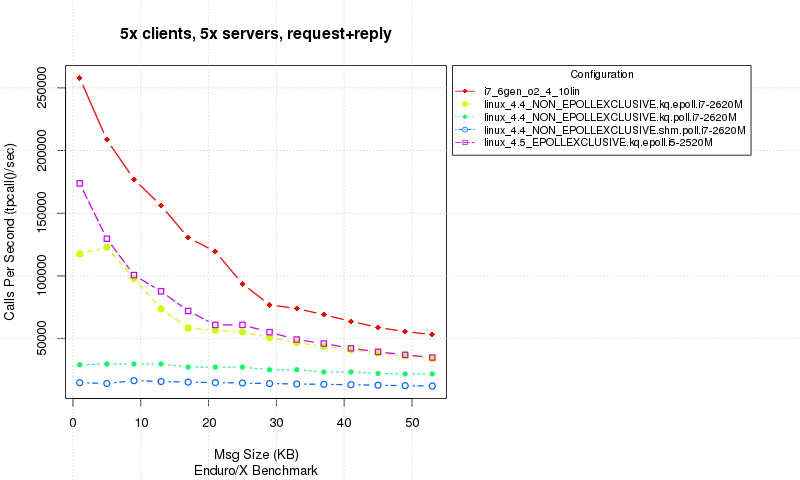 5x clients, 5x servers, request+reply
Calls Per Second (tpcall()/sec)
250000
200000
150000
100000
50000
0 10 20 30 40 50
Msg Size (KB)
Enduro/X Benchmark
Configuration
i7_6gen_o2_4_10lin
linux_4.4_NON_EPOLLEXCLUSIVE.kq.epoll.i7-2620M
linux_4.4_NON_EPOLLEXCLUSIVE.kq.poll.i7-2620M
linux_4.4_NON_EPOLLEXCLUSIVE.shm.poll.i7-2620M
linux_4.5_EPOLLEXCLUSIVE.kq.epoll.i5-2520M